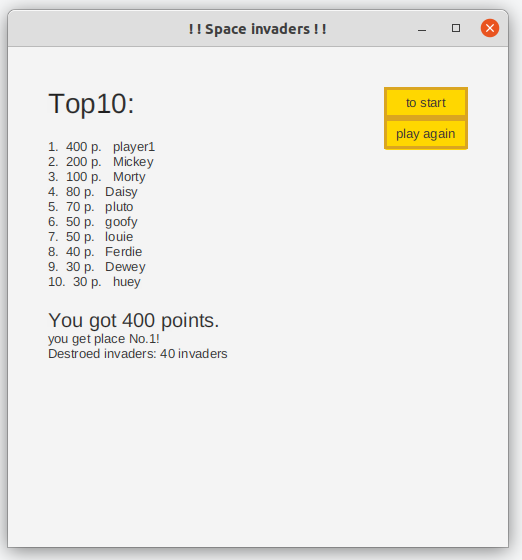 ! ! Space invaders ! !
Top10:
to start
play again
1. 400 p. player1
2. 200 p. Mickey
3. 100 p. Morty
4. 80 p. Daisy
5. 70 p. pluto
6. 50 p. goofy
7. 50 p. louie
8. 40 p. Ferdie
9. 30 p. Dewey
10. 30 p. huey
You got 400 points.
you get place No.1!
Destroed invaders: 40 invaders